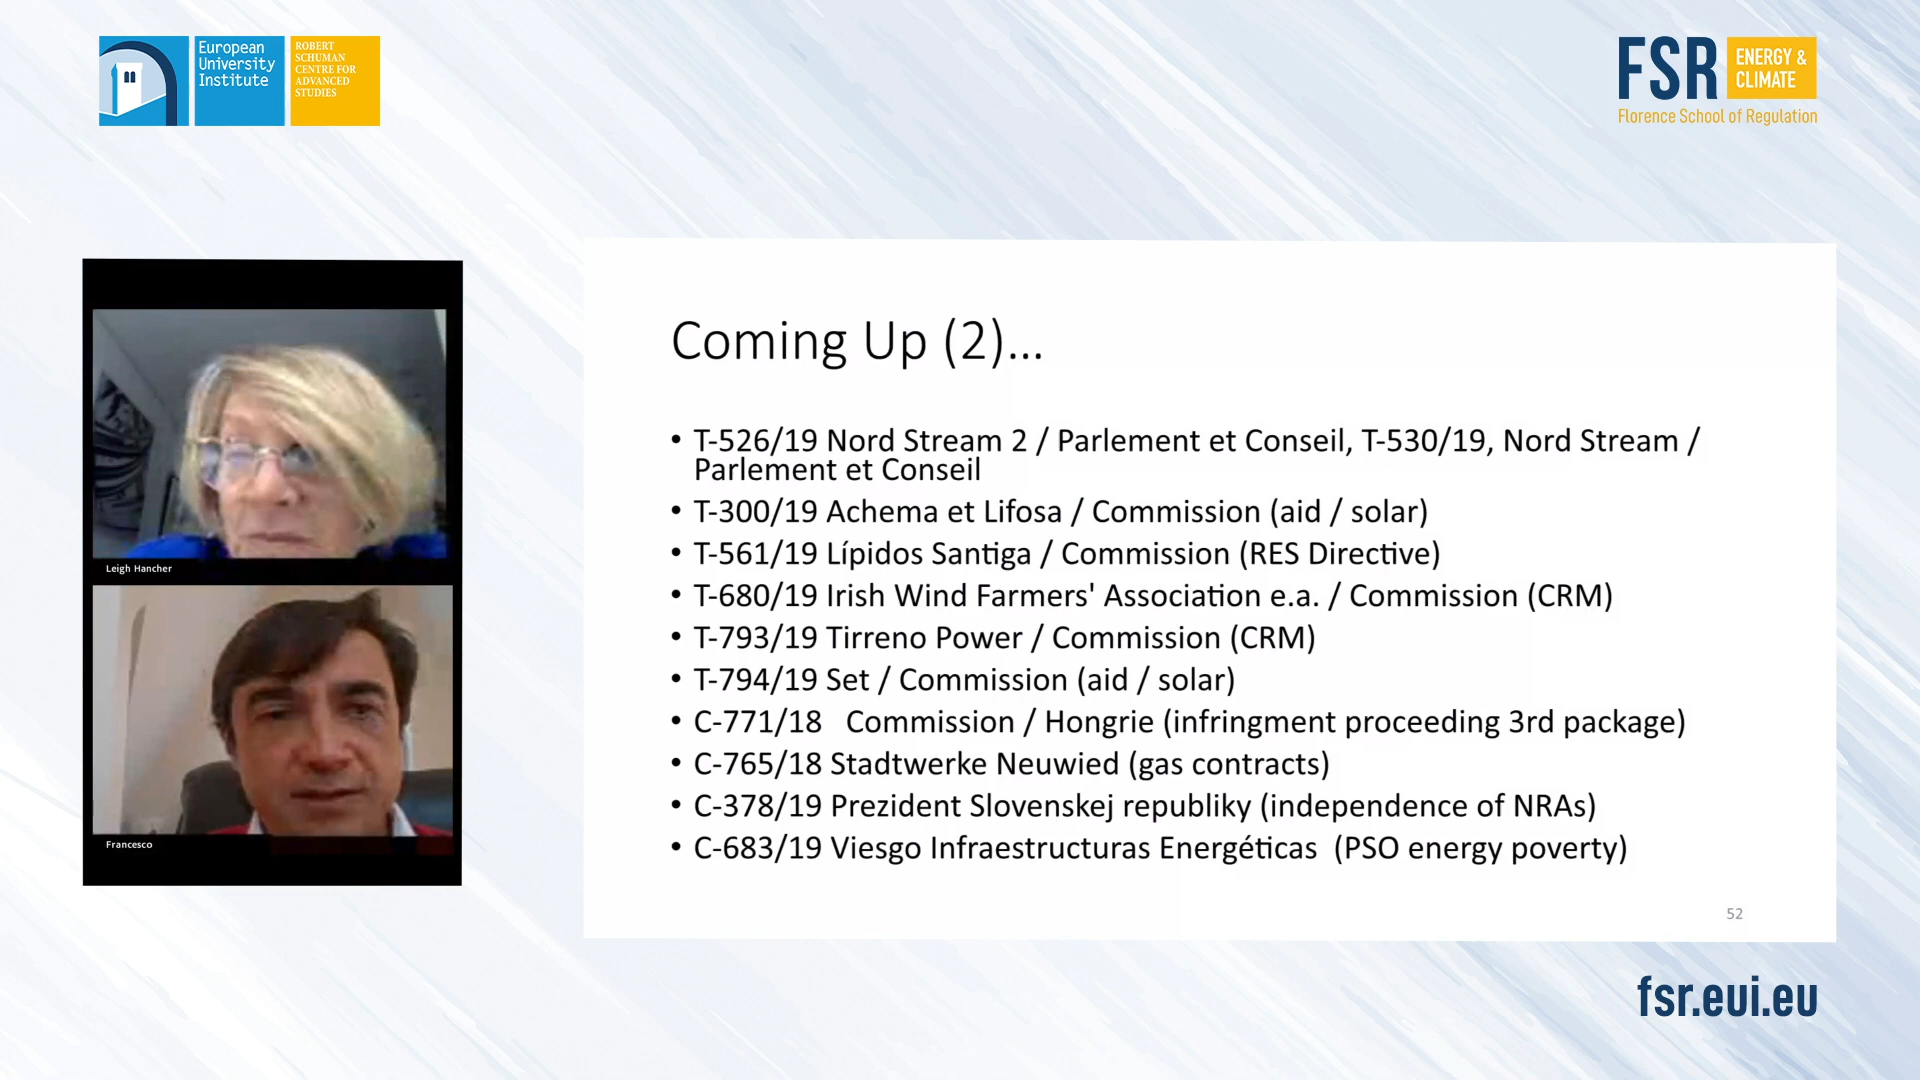 European
University
Institute
ROBERT
SCHUMAN
CENTRE FOR
ADVANCED
STUDIES
FSR
ENERGY &
CLIMATE
Florence School of Regulation
Leigh Hancher
Francesco
Coming Up (2)...
• T-526/19 Nord Stream 2 / Parlement et Conseil, T-530/19, Nord Stream /
Parlement et Conseil
• T-300/19 Achema et Lifosa / Commission (aid / solar)
• T-561/19 Lípidos Santiga / Commission (RES Directive)
• T-680/19 Irish Wind Farmers' Association e.a. / Commission (CRM)
• T-793/19 Tirreno Power / Commission (CRM)
• T-794/19 Set / Commission (aid / solar)
• C-771/18 Commission / Hongrie (infringment proceeding 3rd package)
• C-765/18 Stadtwerke Neuwied (gas contracts)
• C-378/19 Prezident Slovenskej republiky (independence of NRAs)
• C-683/19 Viesgo Infraestructuras Energéticas (PSO energy poverty)
52
fsr.eui.eu